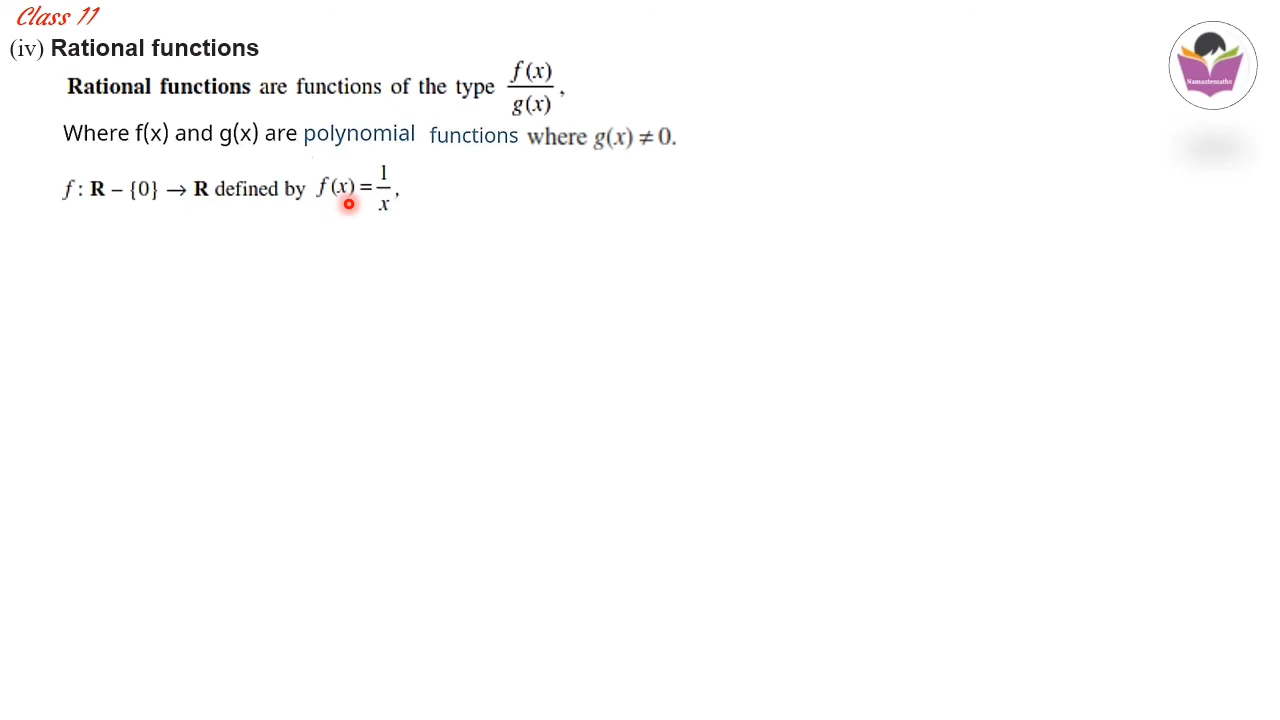 Class 11
(iv) Rational functions
Rational functions are functions of the type f(x)/g(x),
Where f(x) and g(x) are polynomial functions where g(x) ≠ 0.
f : R – {0} → R defined by f(x) = 1/x,
Namastemaths